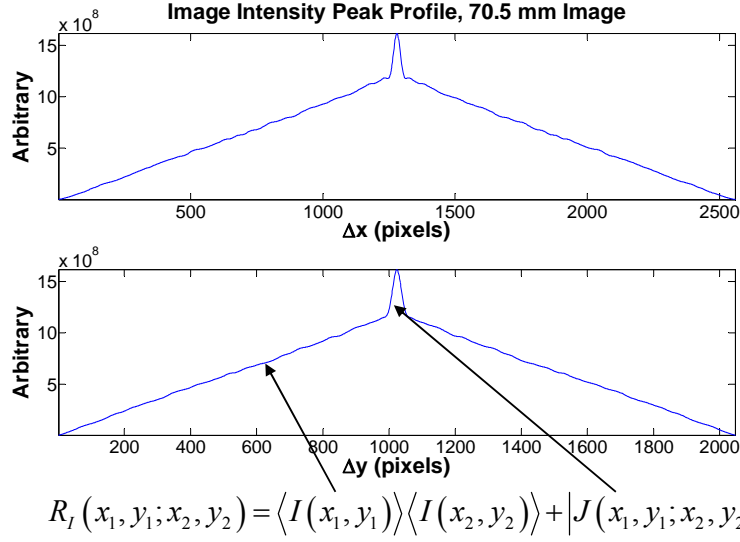 Image Intensity Peak Profile, 70.5 mm Image
x 10^8
15
10
5
Arbitrary
500 1000 1500 2000 2500
Δx (pixels)
x 10^8
15
10
5
Arbitrary
200 400 600 800 1000 1200 1400 1600 1800 2000
Δy (pixels)
R_I (x_1, y_1; x_2, y_2) = ⟨I(x_1, y_1)⟩⟨I(x_2, y_2)⟩ + |J(x_1, y_1; x_2, y_2